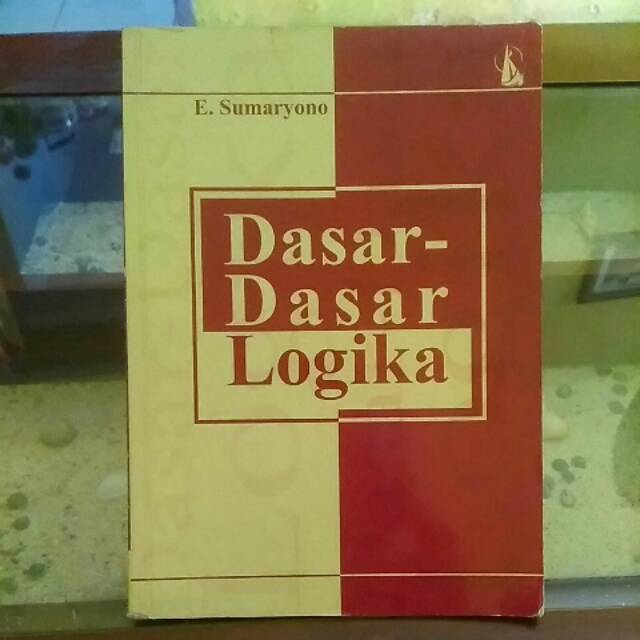 E. Sumaryono
Dasar-
Dasar
Logika